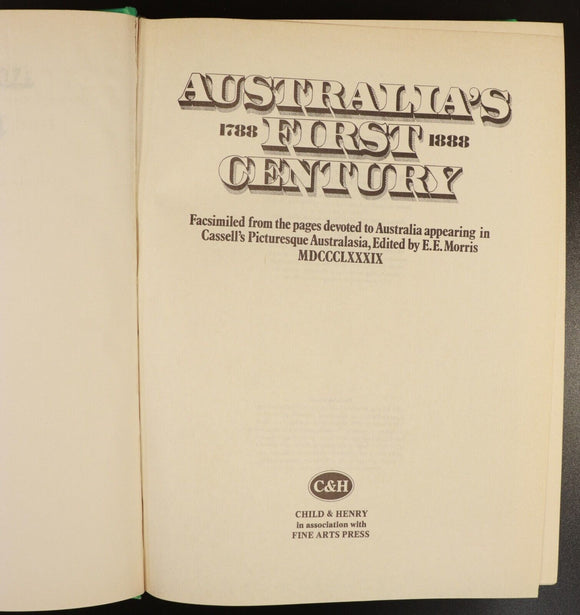 AUSTRALIA'S
1788 FIRST 1888
CENTURY
Facsimiled from the pages devoted to Australia appearing in
Cassell's Picturesque Australasia, Edited by E. E. Morris
MDCCCLXXXIX
C&H
CHILD & HENRY
in association with
FINE ARTS PRESS